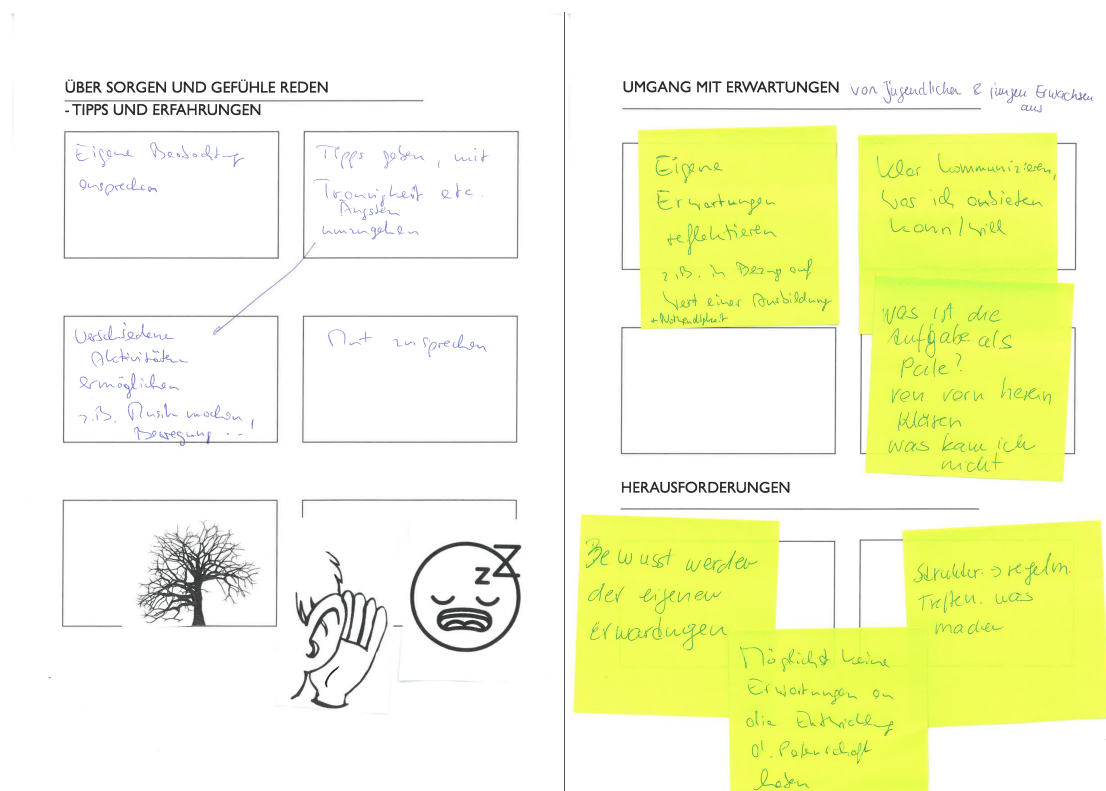 ÜBER SORGEN UND GEFÜHLE REDEN
- TIPPS UND ERFAHRUNGEN
Eigene Beobachtung
ansprechen
Tipps geben, mit
Traurigkeit etc.
Ängsten
umzugehen
Verschiedene
Aktivitäten
ermöglichen
z.B. Musik machen,
Bewegung ..
Mut zusprechen
z Z
UMGANG MIT ERWARTUNGEN von Jugendlichen & jungen Erwachsen
aus
Eigene
Erwartungen
reflektieren
z.B. in Bezug auf
Wert einer Ausbildung
+ Notwendigkeit
Klar kommunizieren,
was ich anbieten
kann/will
was ist die
Aufgabe als
Pate?
von vorn herein
klären
was kann ich
nicht
HERAUSFORDERUNGEN
Bewusst werden
der eigenen
Erwartungen
Struktur → regelm.
Treffen. was
machen
Möglichst keine
Erwartungen an
die Entwicklung
d. Patenschaft
haben